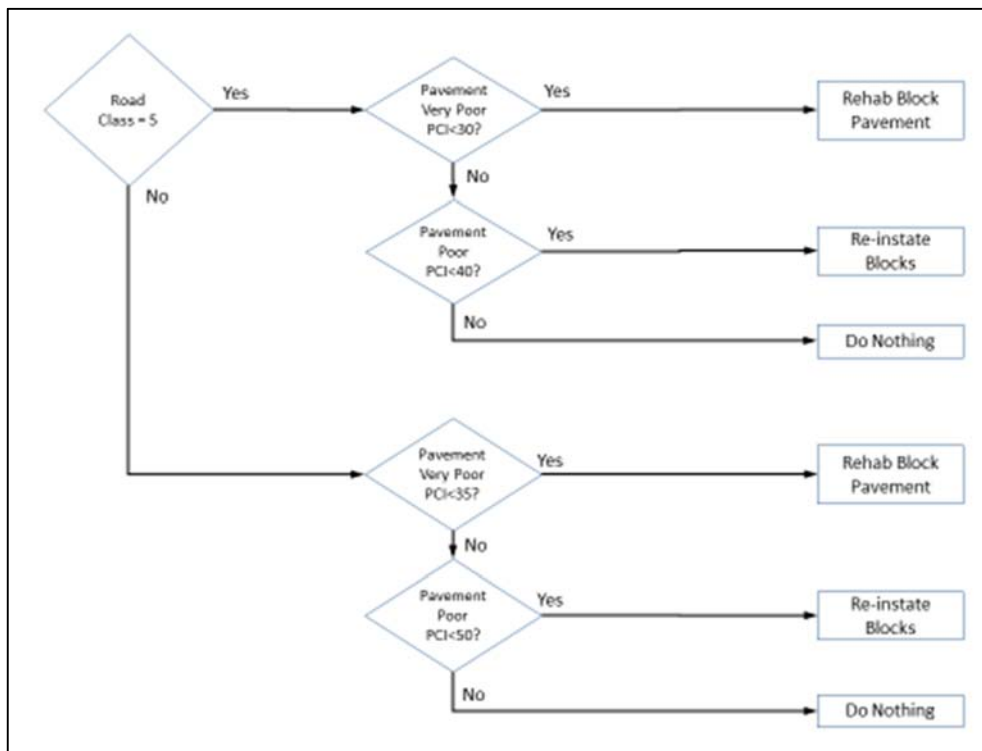 Road
Class = 5
Yes
Pavement
Very Poor
PCI<30?
Yes
Rehab Block
Pavement
No
No
Pavement
Poor
PCI<40?
Yes
Re-instate
Blocks
No
Do Nothing
Pavement
Very Poor
PCI<35?
Yes
Rehab Block
Pavement
No
Pavement
Poor
PCI<50?
Yes
Re-instate
Blocks
No
Do Nothing